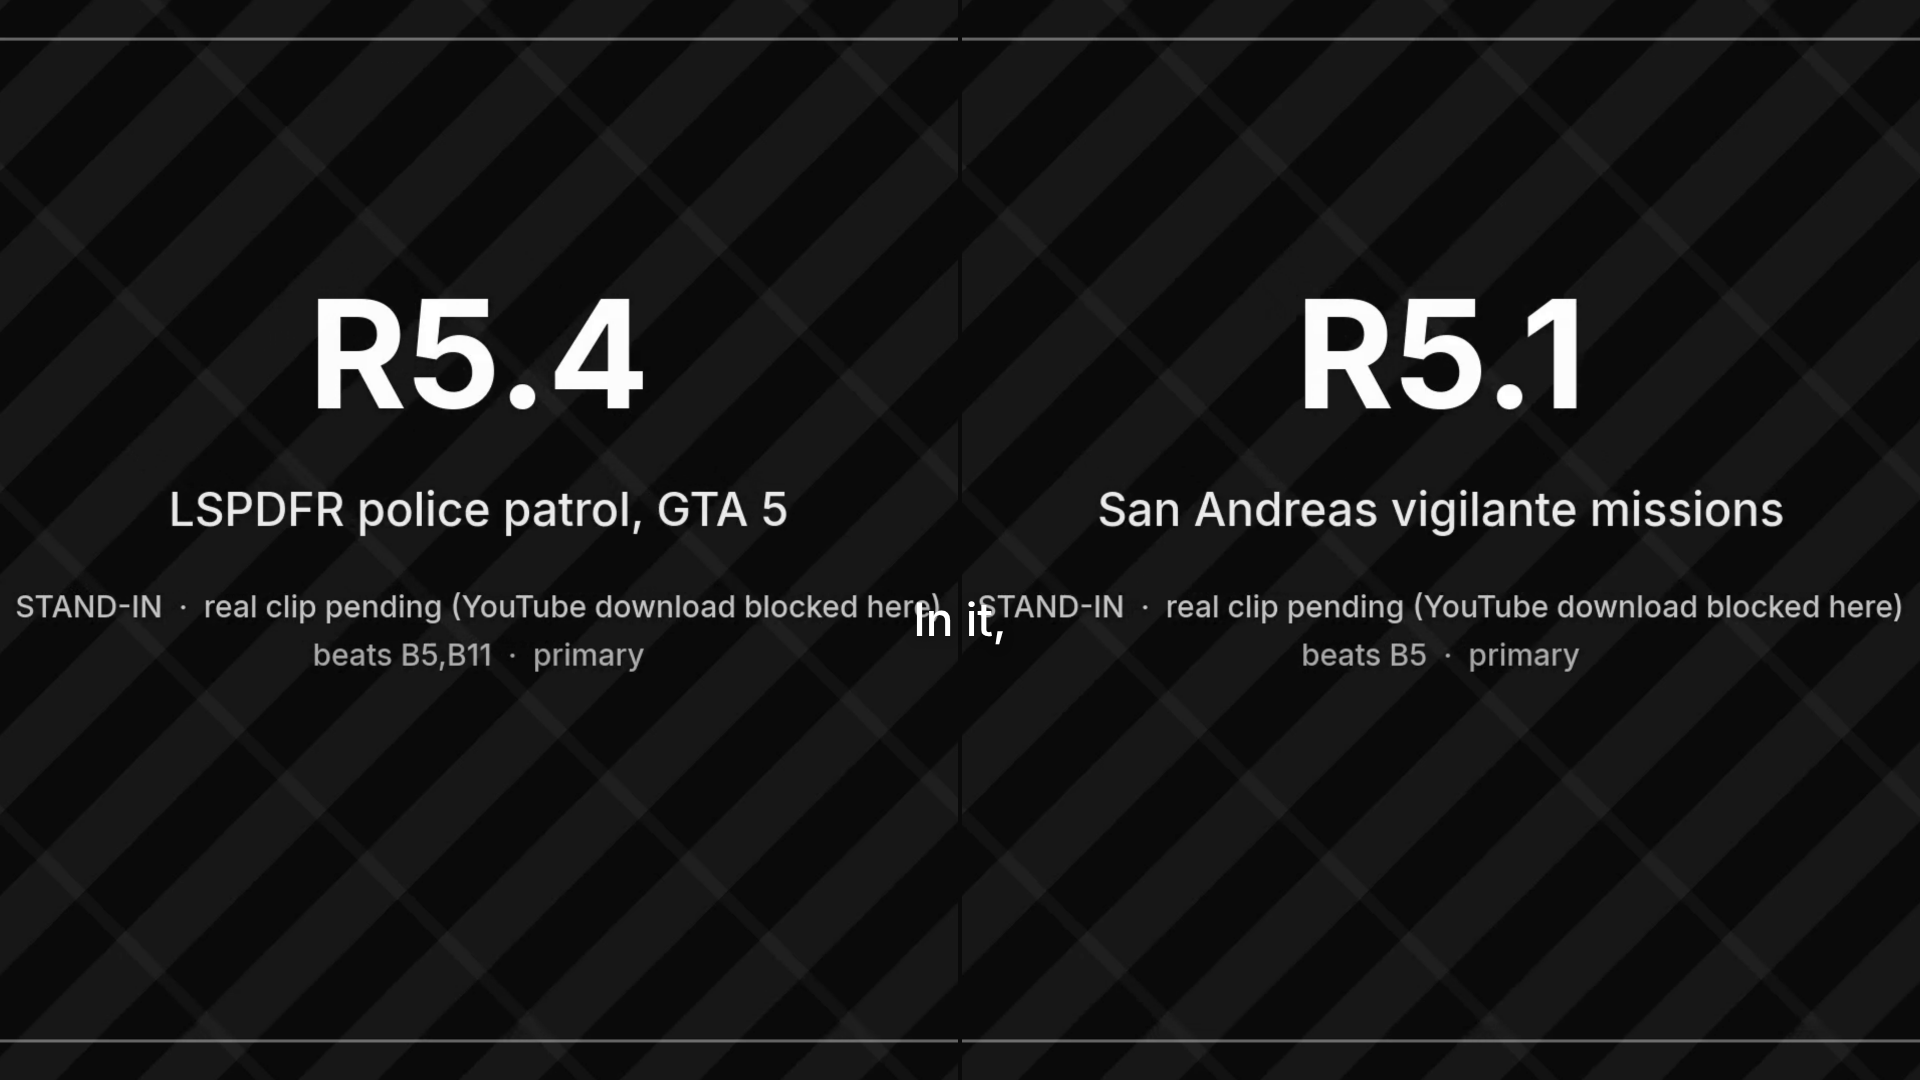 R5.4
LSPDFR police patrol, GTA 5
STAND-IN · real clip pending (YouTube download blocked here)
beats B5,B11 · primary
In it,
R5.1
San Andreas vigilante missions
STAND-IN · real clip pending (YouTube download blocked here)
beats B5 · primary